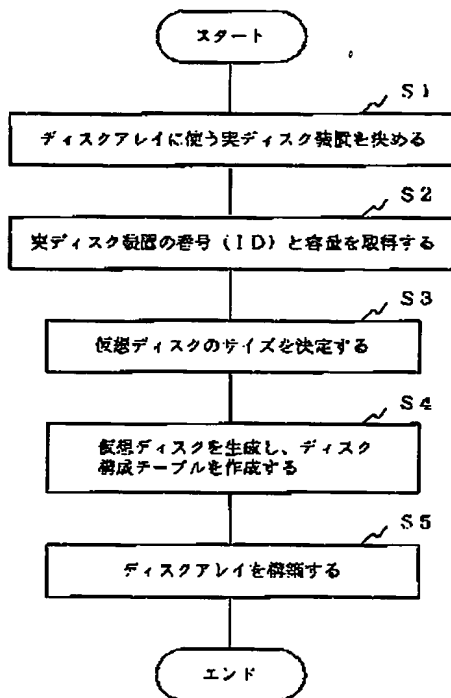 スタート
S1
ディスクアレイに使う実ディスク装置を決める
S2
実ディスク装置の番号（ID）と容量を取得する
S3
仮想ディスクのサイズを決定する
S4
仮想ディスクを生成し、ディスク
構成テーブルを作成する
S5
ディスクアレイを構築する
エンド